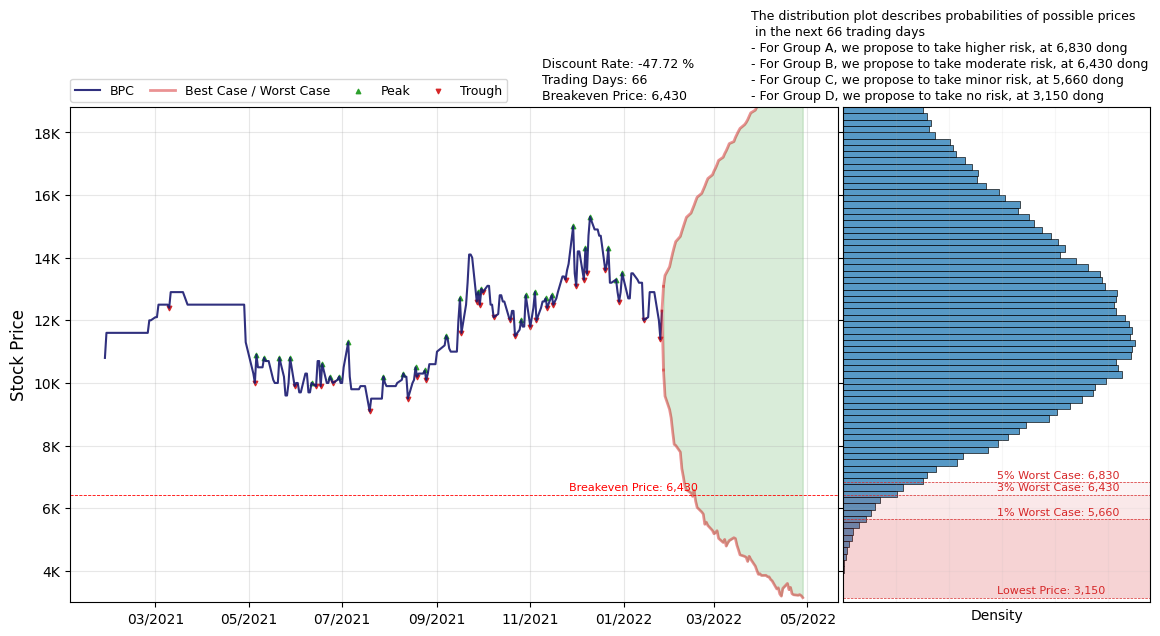 The distribution plot describes probabilities of possible prices
in the next 66 trading days
- For Group A, we propose to take higher risk, at 6,830 dong
- For Group B, we propose to take moderate risk, at 6,430 dong
- For Group C, we propose to take minor risk, at 5,660 dong
- For Group D, we propose to take no risk, at 3,150 dong
Discount Rate: -47.72 %
Trading Days: 66
Breakeven Price: 6,430
BPC
Best Case / Worst Case
Peak
Trough
Stock Price
18K
16K
14K
12K
10K
8K
6K
4K
Breakeven Price: 6,430
03/2021
05/2021
07/2021
09/2021
11/2021
01/2022
03/2022
05/2022
5% Worst Case: 6,830
3% Worst Case: 6,430
1% Worst Case: 5,660
Lowest Price: 3,150
Density